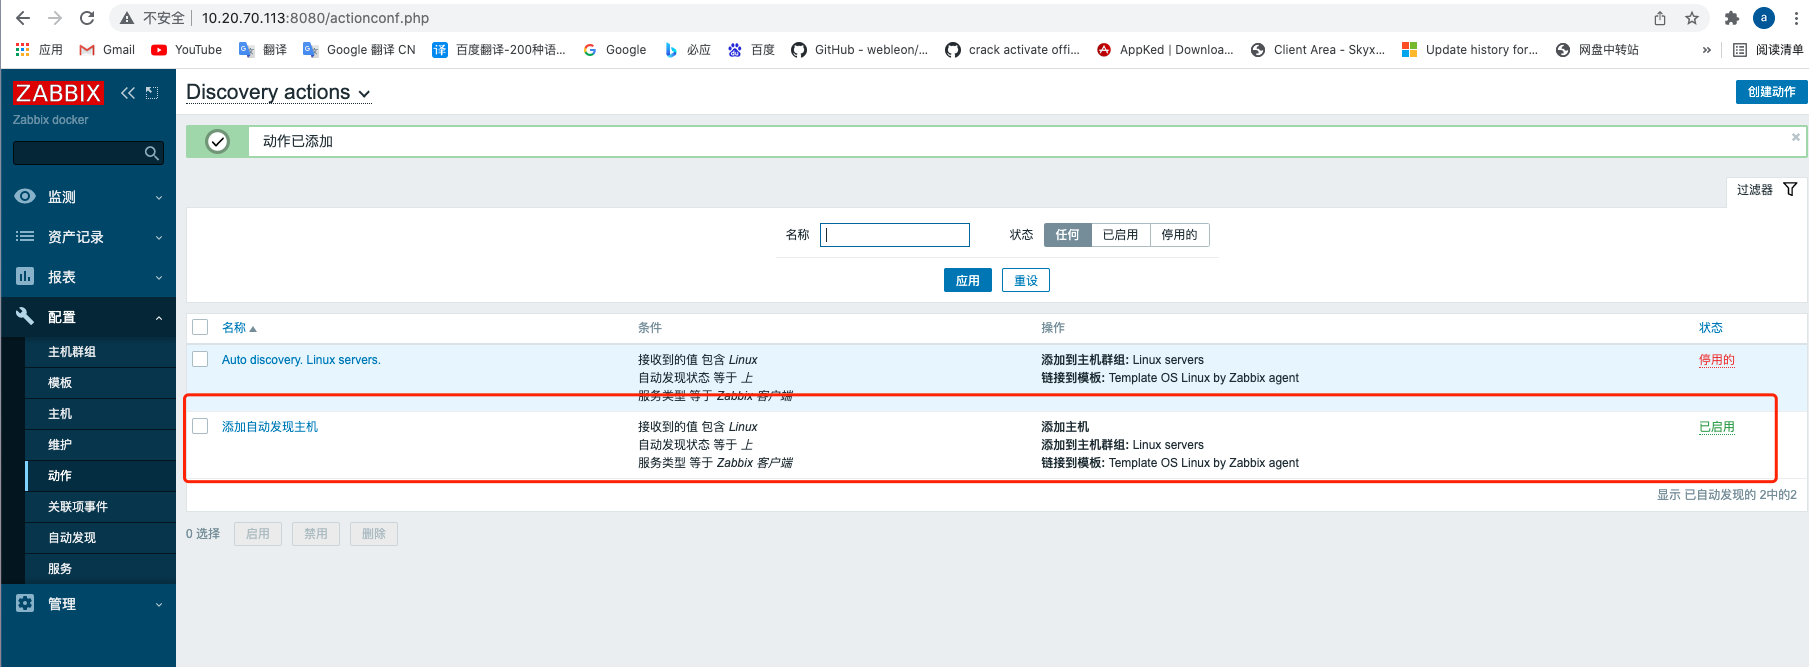 不安全 10.20.70.113:8080/actionconf.php
a
应用 Gmail YouTube 翻译 Google 翻译 CN 百度翻译-200种语... Google 必应 百度 GitHub - webleon/... crack activate offi... AppKed | Downloa... Client Area - Skyx... Update history for... 网盘中转站 » 阅读清单
ZABBIX
Zabbix docker
监测
资产记录
报表
配置
主机群组
模板
主机
维护
动作
关联项事件
自动发现
服务
管理
Discovery actions
创建动作
动作已添加
过滤器
名称 状态 任何 已启用 停用的
应用 重设
名称 条件 操作 状态
Auto discovery. Linux servers. 接收到的值 包含 Linux 添加到主机群组: Linux servers 停用的
自动发现状态 等于 上 链接到模板: Template OS Linux by Zabbix agent
服务类型 等于 Zabbix 客户端
添加自动发现主机 接收到的值 包含 Linux 添加主机 已启用
自动发现状态 等于 上 添加到主机群组: Linux servers
服务类型 等于 Zabbix 客户端 链接到模板: Template OS Linux by Zabbix agent
显示 已自动发现的 2中的2
0 选择 启用 禁用 删除